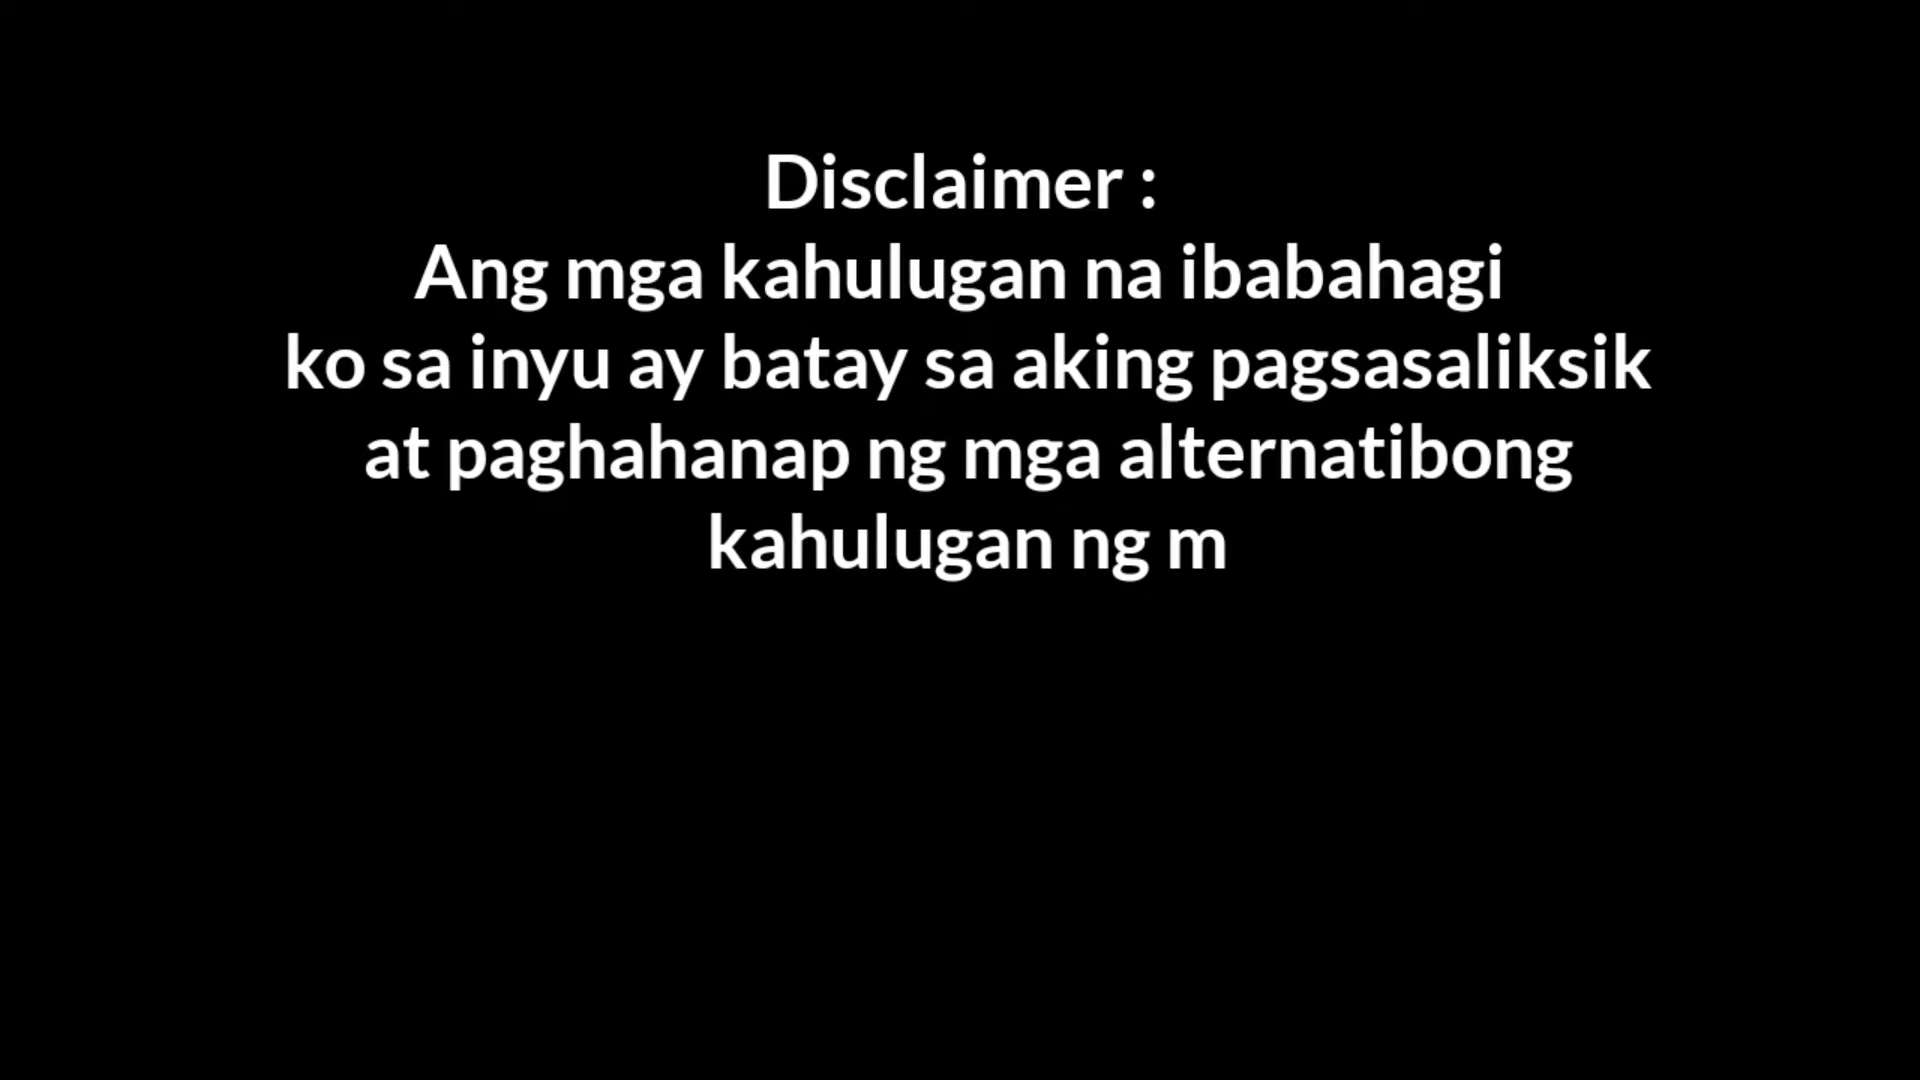 Disclaimer :
Ang mga kahulugan na ibabahagi
ko sa inyu ay batay sa aking pagsasaliksik
at paghahanap ng mga alternatibong
kahulugan ng m